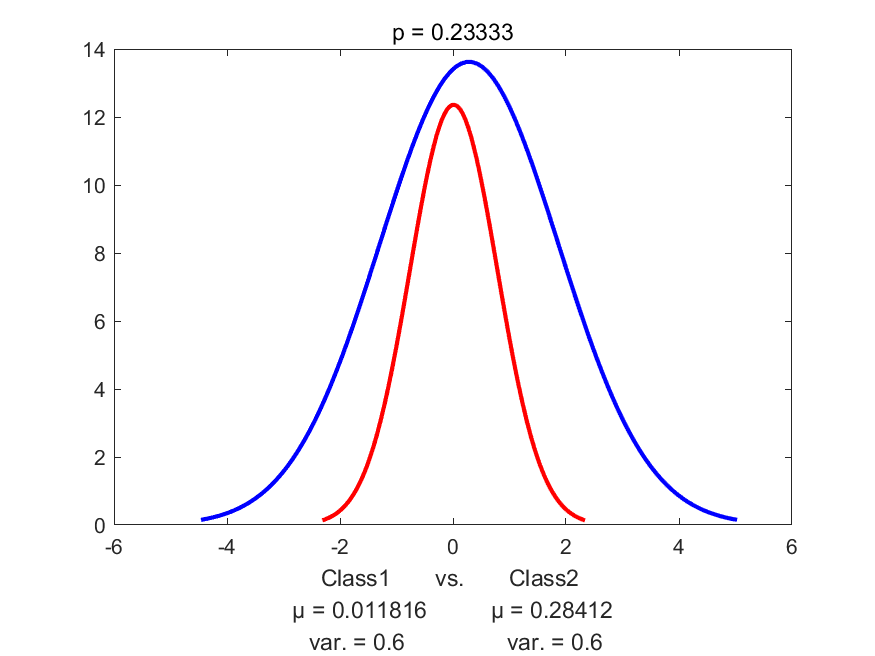 p = 0.23333
14
12
10
8
6
4
2
0
-6 -4 -2 0 2 4 6
Class1 vs. Class2
μ = 0.011816 μ = 0.28412
var. = 0.6 var. = 0.6